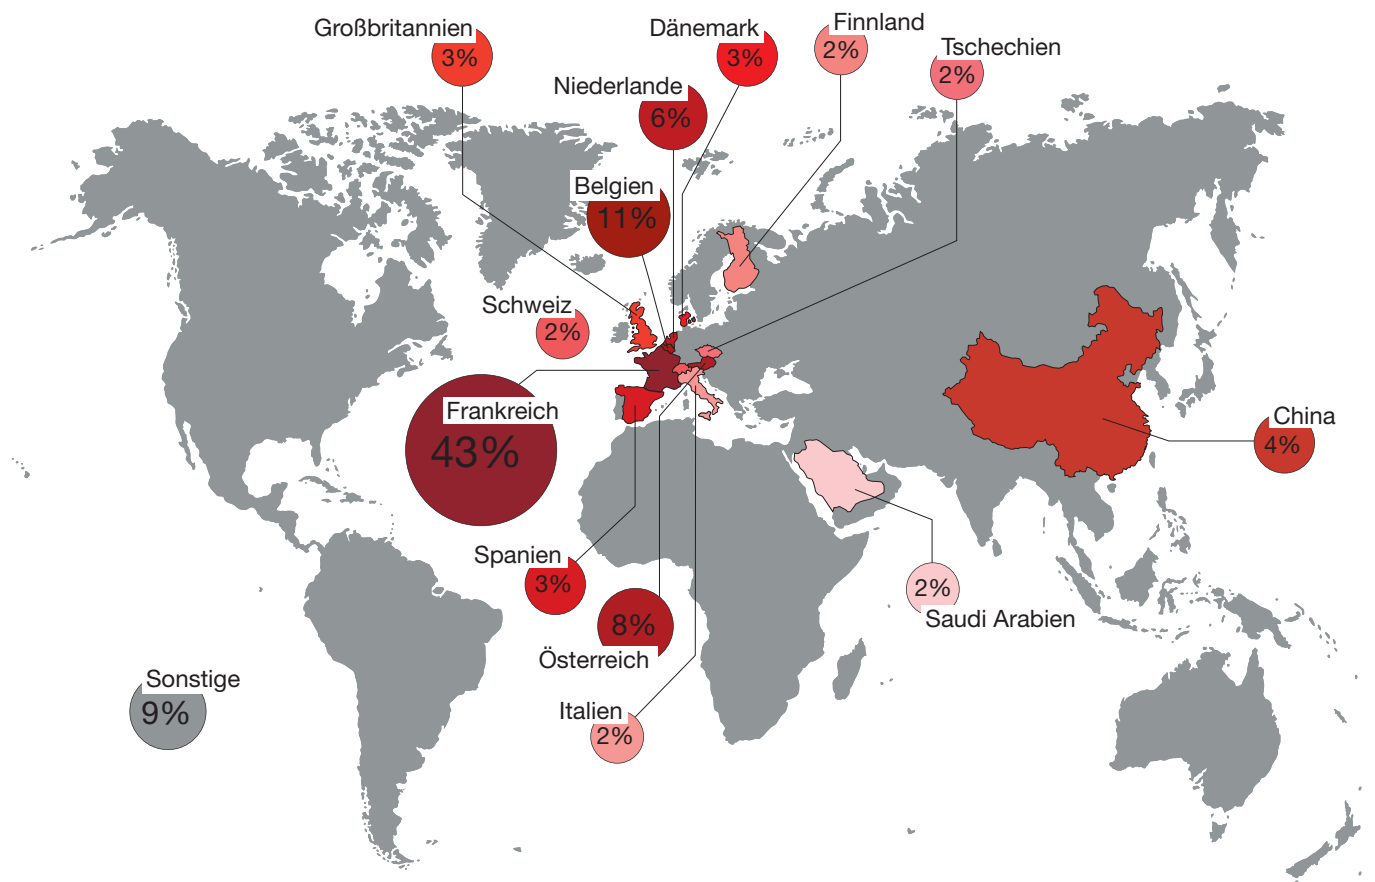 Großbritannien
3%
Dänemark
3%
Finnland
2%
Tschechien
2%
Niederlande
6%
Belgien
11%
Schweiz
2%
Frankreich
43%
China
4%
Spanien
3%
8%
Österreich
2%
Saudi Arabien
Sonstige
9%
Italien
2%